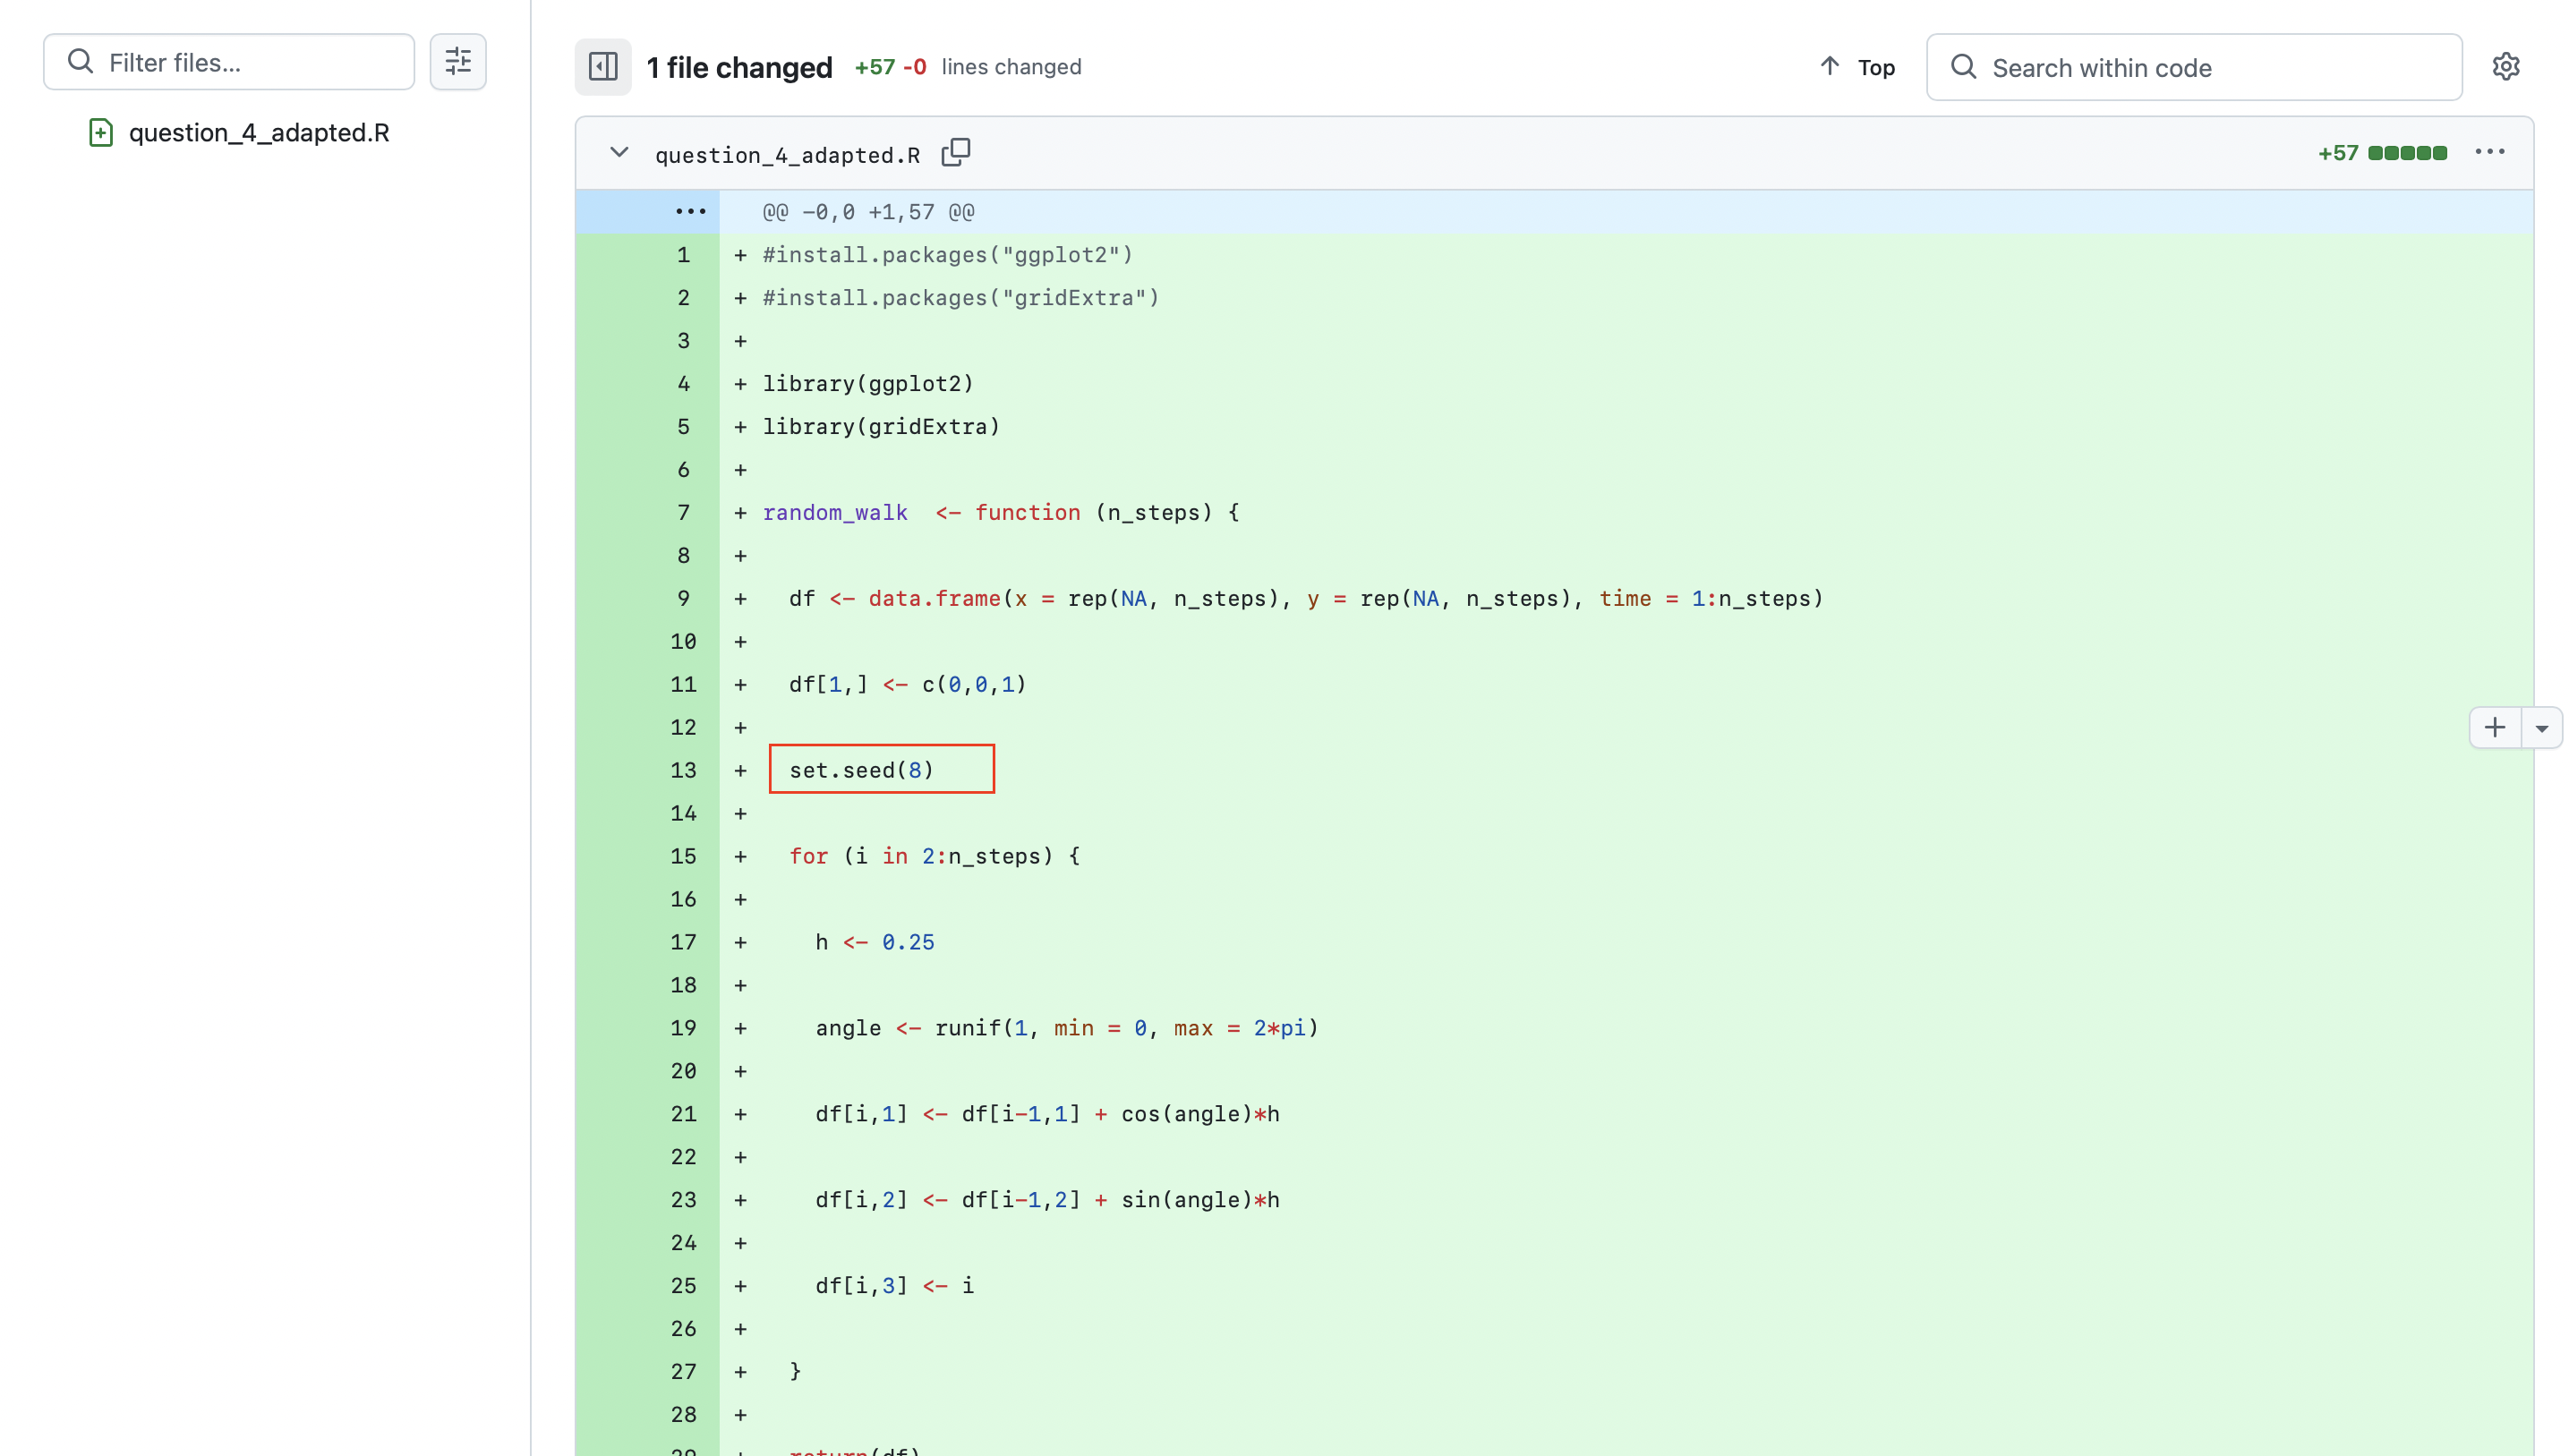 Filter files...
question_4_adapted.R
1 file changed +57 -0 lines changed
Top
Search within code
question_4_adapted.R
+57
@@ -0,0 +1,57 @@
1 + #install.packages("ggplot2")
2 + #install.packages("gridExtra")
3 +
4 + library(ggplot2)
5 + library(gridExtra)
6 +
7 + random_walk  <- function (n_steps) {
8 +
9 +   df <- data.frame(x = rep(NA, n_steps), y = rep(NA, n_steps), time = 1:n_steps)
10 +
11 +   df[1,] <- c(0,0,1)
12 +
13 +   set.seed(8)
14 +
15 +   for (i in 2:n_steps) {
16 +
17 +     h <- 0.25
18 +
19 +     angle <- runif(1, min = 0, max = 2*pi)
20 +
21 +     df[i,1] <- df[i-1,1] + cos(angle)*h
22 +
23 +     df[i,2] <- df[i-1,2] + sin(angle)*h
24 +
25 +     df[i,3] <- i
26 +
27 +   }
28 +
29 +   return(df)